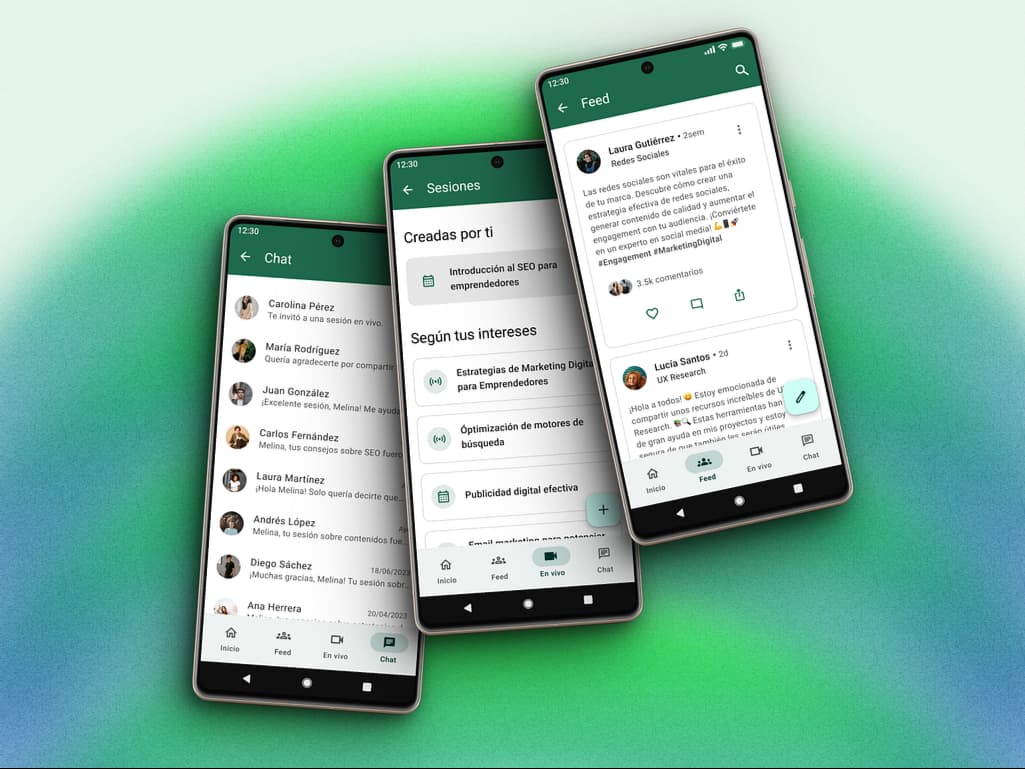 12:30
Chat
Carolina Pérez
Te invitó a una sesión en vivo.
María Rodríguez
Quería agradecerte por compartir
Juan González
¡Excelente sesión, Melina! Me ayuda
Carlos Fernández
Melina, tus consejos sobre SEO fuero
Laura Martínez
¡Hola Melina! Solo quería decirte que...
Andrés López
Melina, tu sesión sobre contenidos fue...
Diego Sáchez
18/06/2023
¡Muchas gracias, Melina! Tu sesión sobr...
Ana Herrera
20/04/2023
Inicio
Feed
En vivo
Chat
12:30
Sesiones
Creadas por ti
Introducción al SEO para
emprendedores
Según tus intereses
Estrategias de Marketing Digita
para Emprendedores
Óptimización de motores de
búsqueda
Publicidad digital efectiva
Email marketing para potenciar
Inicio
Feed
En vivo
Chat
12:30
Feed
Laura Gutiérrez • 2sem
Redes Sociales
Las redes sociales son vitales para el éxito
de tu marca. Descubre cómo crear una
estrategia efectiva de redes sociales,
generar contenido de calidad y aumentar el
engagement con tu audiencia. ¡Conviértete
en un experto en social media! 💪📱🚀
#Engagement #MarketingDigital
3.5k comentarios
Lucía Santos • 2d
UX Research
¡Hola a todos! 😄 Estoy emocionada de
compartir unos recursos increíbles de U
Research. 📚🔍 Estas herramientas han
de gran ayuda en mis proyectos y estoy
segura de que también les serán útiles
Inicio
Feed
En vivo
Chat